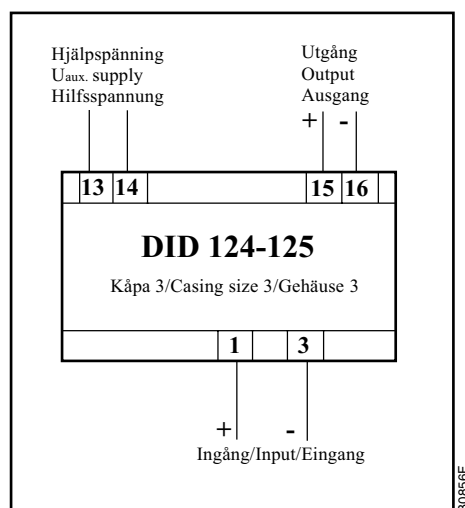 Hjälpspänning
Uaux. supply
Hilfsspannung
Utgång
Output
Ausgang
+ -
13 14
15 16
DID 124-125
Kåpa 3/Casing size 3/Gehäuse 3
1 3
+ -
Ingång/Input/Eingang